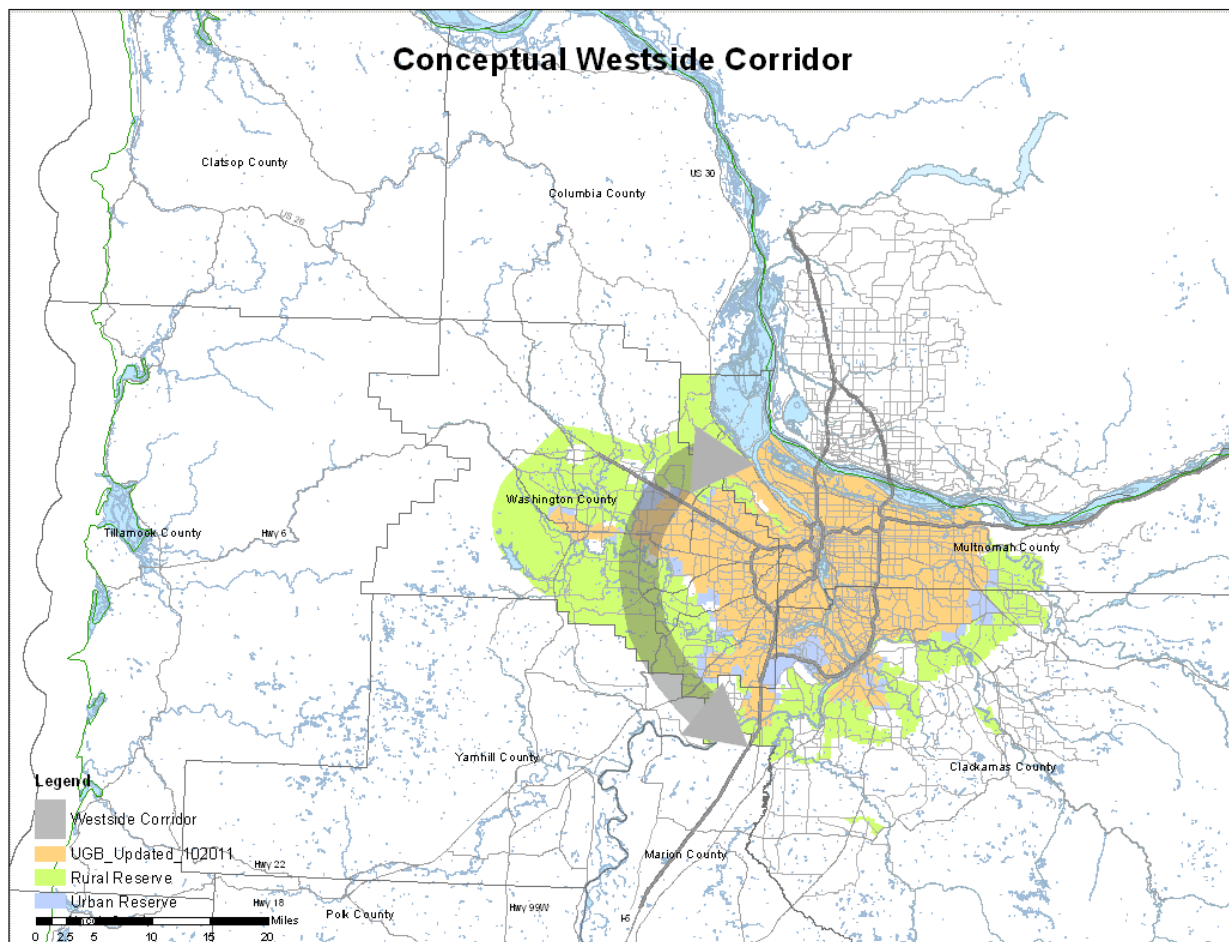 Conceptual Westside Corridor
Clatsop County
US 30
Columbia County
US 26
Washington County
Tillamook County
Hwy 6
Multnomah County
Yamhill County
Clackamas County
Marion County
Polk County
Hwy 22
Hwy 18
Hwy 99W
I-5
Legend
Westside Corridor
UGB_Updated_102011
Rural Reserve
Urban Reserve
Miles
0 2.5 5 10 15 20